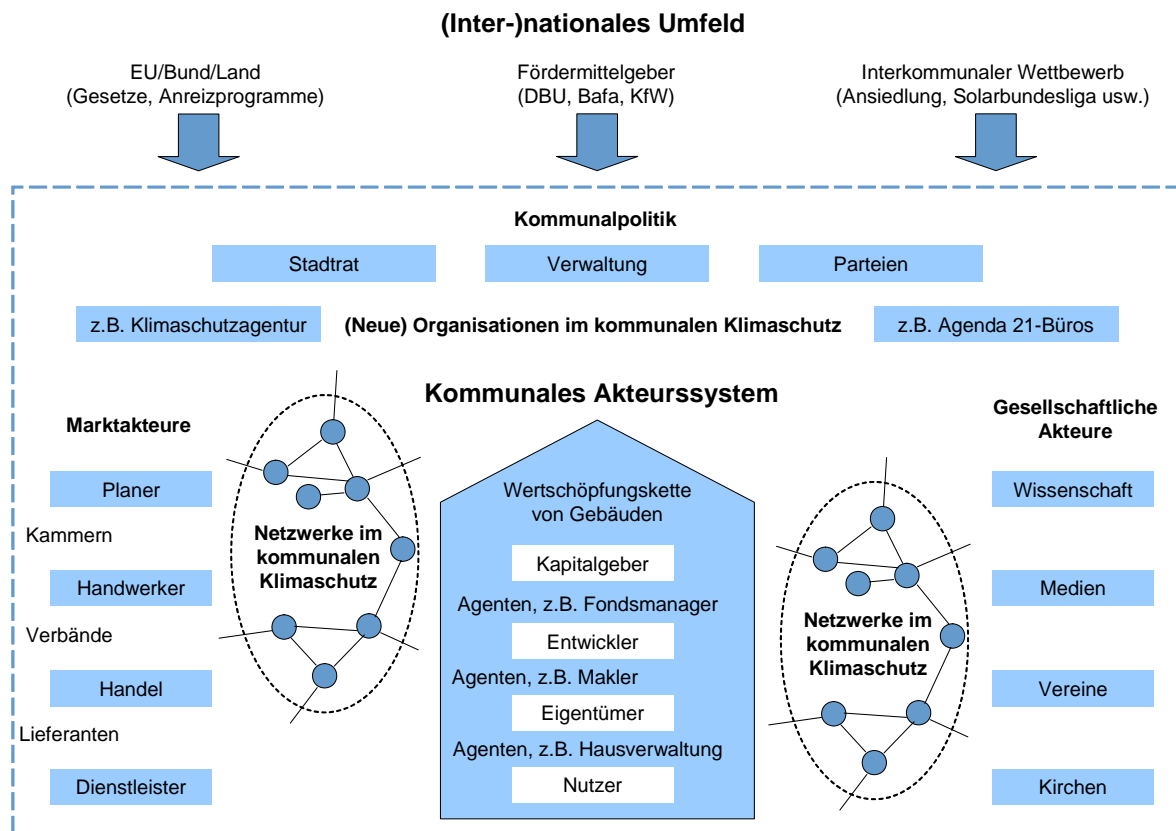 (Inter-)nationales Umfeld
EU/Bund/Land
(Gesetze, Anreizprogramme)
Fördermittelgeber
(DBU, Bafa, KfW)
Interkommunaler Wettbewerb
(Ansiedlung, Solarbundesliga usw.)
Kommunalpolitik
Stadtrat
Verwaltung
Parteien
z.B. Klimaschutzagentur
(Neue) Organisationen im kommunalen Klimaschutz
z.B. Agenda 21-Büros
Kommunales Akteurssystem
Marktakteure
Planer
Kammern
Handwerker
Verbände
Handel
Lieferanten
Dienstleister
Netzwerke im
kommunalen
Klimaschutz
Wertschöpfungskette
von Gebäuden
Kapitalgeber
Agenten, z.B. Fondsmanager
Entwickler
Agenten, z.B. Makler
Eigentümer
Agenten, z.B. Hausverwaltung
Nutzer
Netzwerke im
kommunalen
Klimaschutz
Gesellschaftliche
Akteure
Wissenschaft
Medien
Vereine
Kirchen